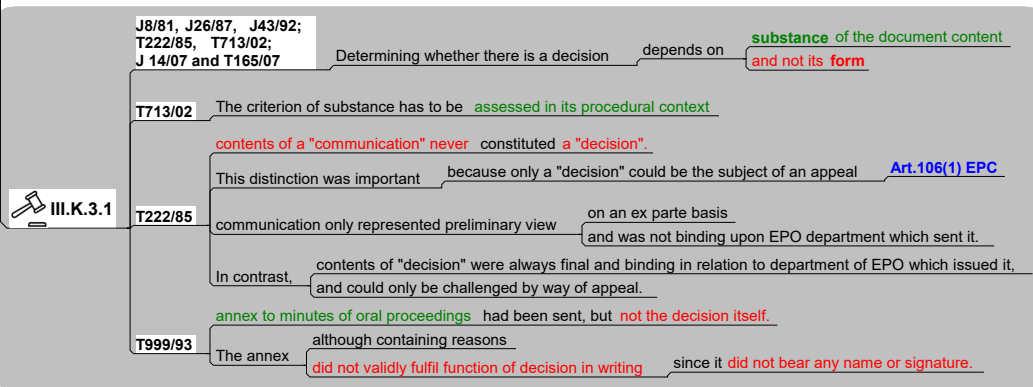 J8/81, J26/87, J43/92;
T222/85, T713/02;
J 14/07 and T165/07
Determining whether there is a decision
depends on
substance of the document content
and not its form
T713/02
The criterion of substance has to be assessed in its procedural context
III.K.3.1
T222/85
contents of a "communication" never constituted a "decision".
This distinction was important
because only a "decision" could be the subject of an appeal
Art.106(1) EPC
communication only represented preliminary view
on an ex parte basis
and was not binding upon EPO department which sent it.
In contrast,
contents of "decision" were always final and binding in relation to department of EPO which issued it,
and could only be challenged by way of appeal.
T999/93
annex to minutes of oral proceedings had been sent, but not the decision itself.
The annex
although containing reasons
did not validly fulfil function of decision in writing
since it did not bear any name or signature.